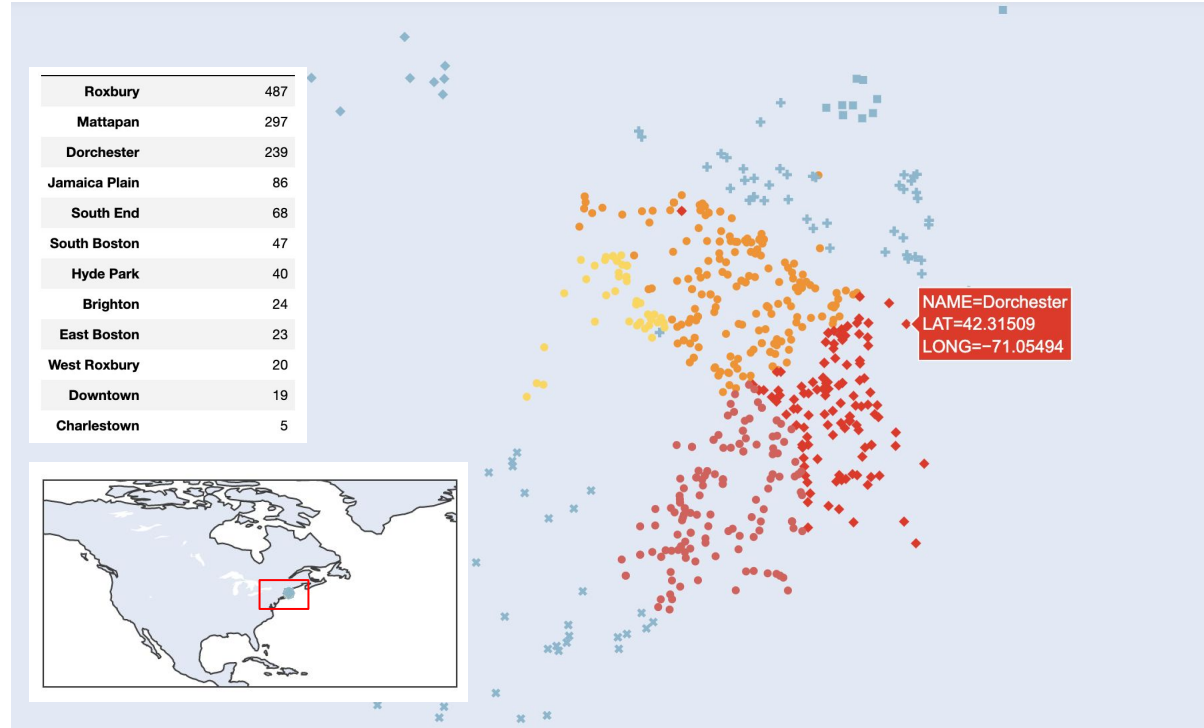 Roxbury 487
Mattapan 297
Dorchester 239
Jamaica Plain 86
South End 68
South Boston 47
Hyde Park 40
Brighton 24
East Boston 23
West Roxbury 20
Downtown 19
Charlestown 5
NAME=Dorchester
LAT=42.31509
LONG=−71.05494